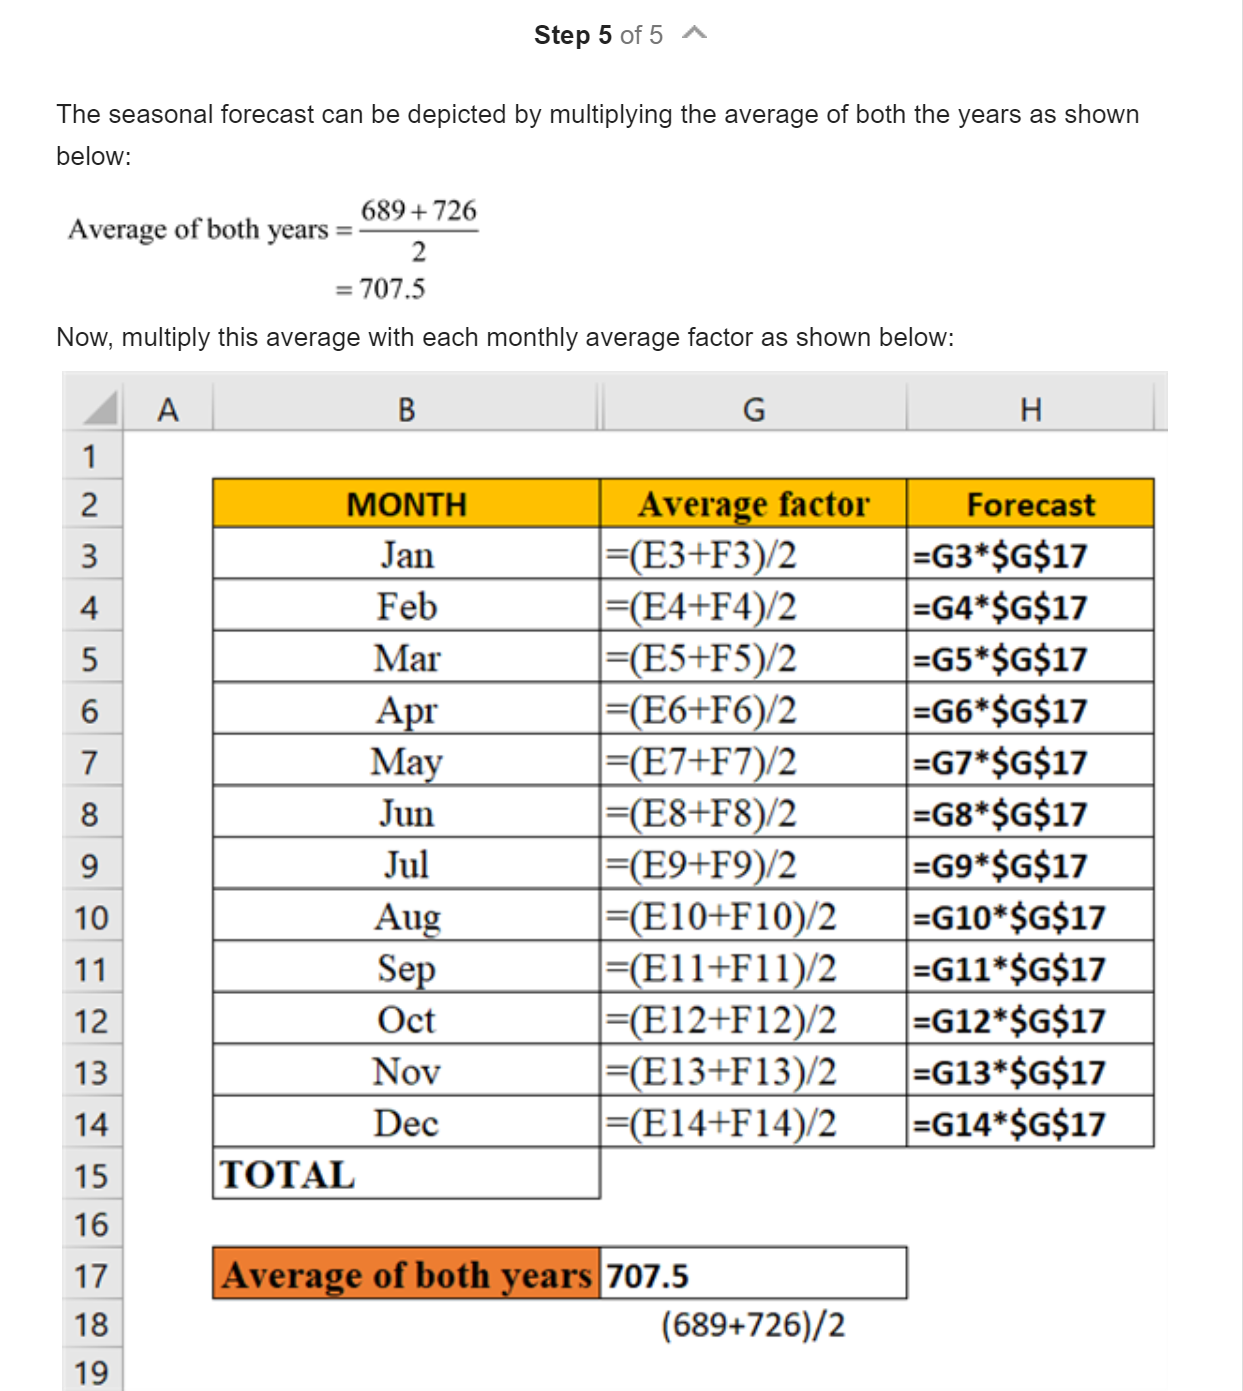 Step 5 of 5
The seasonal forecast can be depicted by multiplying the average of both the years as shown
below:
Average of both years = 689 + 726 / 2
= 707.5
Now, multiply this average with each monthly average factor as shown below:
A B G H
1
2 MONTH Average factor Forecast
3 Jan =(E3+F3)/2 =G3*$G$17
4 Feb =(E4+F4)/2 =G4*$G$17
5 Mar =(E5+F5)/2 =G5*$G$17
6 Apr =(E6+F6)/2 =G6*$G$17
7 May =(E7+F7)/2 =G7*$G$17
8 Jun =(E8+F8)/2 =G8*$G$17
9 Jul =(E9+F9)/2 =G9*$G$17
10 Aug =(E10+F10)/2 =G10*$G$17
11 Sep =(E11+F11)/2 =G11*$G$17
12 Oct =(E12+F12)/2 =G12*$G$17
13 Nov =(E13+F13)/2 =G13*$G$17
14 Dec =(E14+F14)/2 =G14*$G$17
15 TOTAL
16
17 Average of both years 707.5
18 (689+726)/2
19